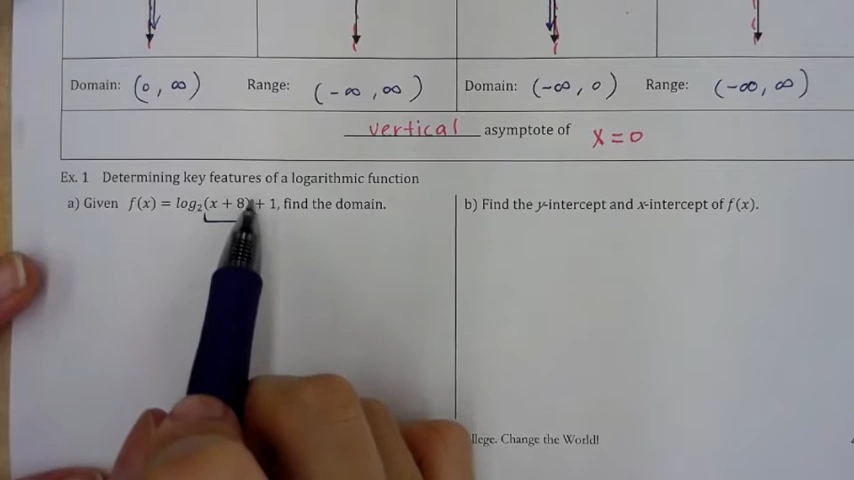 Domain: (0, ∞) Range: (-∞, ∞) Domain: (-∞, 0) Range: (-∞, ∞)
vertical asymptote of x = 0
Ex. 1 Determining key features of a logarithmic function
a) Given f(x) = log₂(x + 8) + 1, find the domain.
b) Find the y-intercept and x-intercept of f(x).
Change the World!